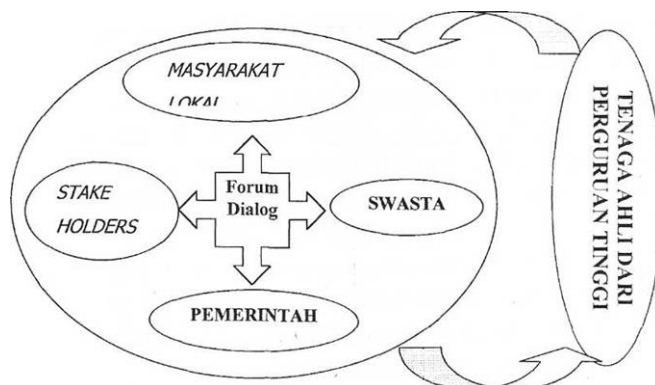 MASYARAKAT
LOKAL
STAKE
HOLDERS
Forum
Dialog
SWASTA
PEMERINTAH
TENAGA AHLI DARI
PERGURUAN TINGGI